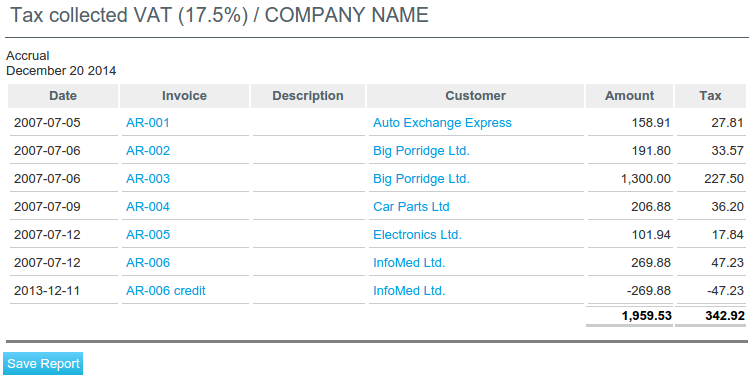 Tax collected VAT (17.5%) / COMPANY NAME
Accrual
December 20 2014
Date Invoice Description Customer Amount Tax
2007-07-05 AR-001 Auto Exchange Express 158.91 27.81
2007-07-06 AR-002 Big Porridge Ltd. 191.80 33.57
2007-07-06 AR-003 Big Porridge Ltd. 1,300.00 227.50
2007-07-09 AR-004 Car Parts Ltd 206.88 36.20
2007-07-12 AR-005 Electronics Ltd. 101.94 17.84
2007-07-12 AR-006 InfoMed Ltd. 269.88 47.23
2013-12-11 AR-006 credit InfoMed Ltd. -269.88 -47.23
1,959.53 342.92
Save Report